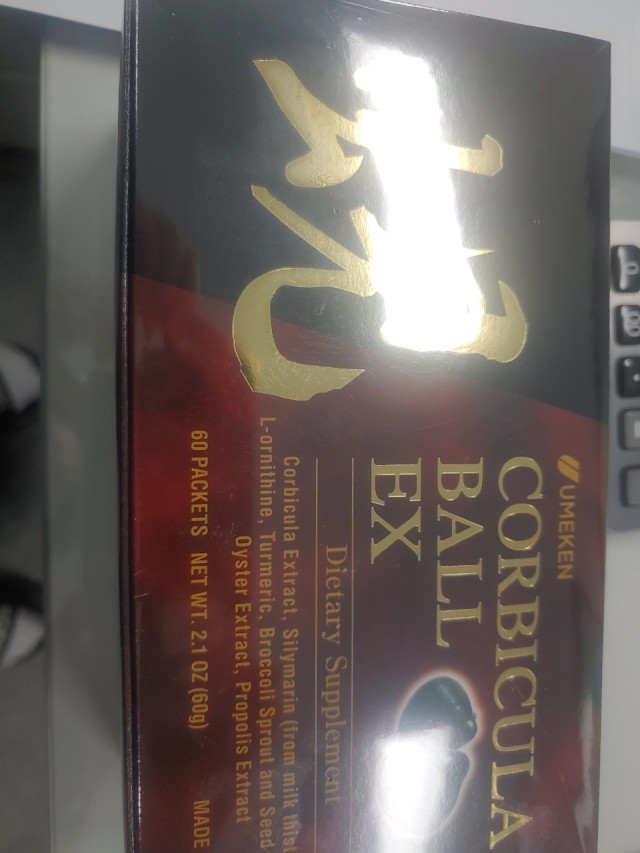 UMEKEN
CORBICULA
BALL
EX
Dietary Supplement
Corbicula Extract, Silymarin (from milk thist
L-ornithine, Turmeric, Broccoli Sprout and Seed
Oyster Extract, Propolis Extract
60 PACKETS NET WT. 2.1 OZ (60g) MADE